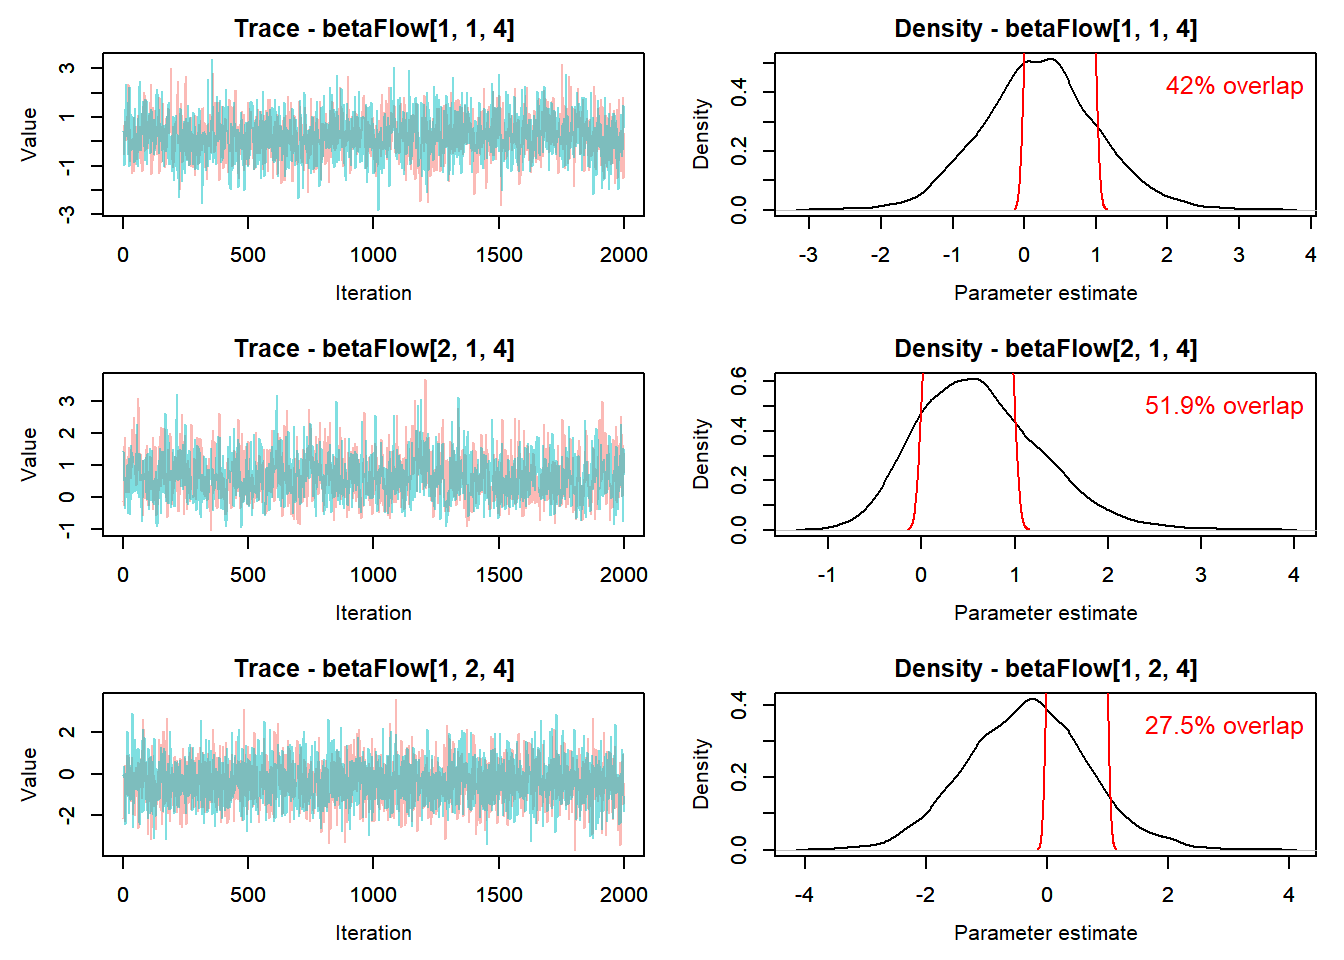 Trace - betaFlow[1, 1, 4]
Value
3
1
-1
-3
0 500 1000 1500 2000
Iteration
Density - betaFlow[1, 1, 4]
Density
0.4
0.2
0.0
42% overlap
-3 -2 -1 0 1 2 3 4
Parameter estimate
Trace - betaFlow[2, 1, 4]
Value
3
2
1
0
-1
0 500 1000 1500 2000
Iteration
Density - betaFlow[2, 1, 4]
Density
0.6
0.4
0.2
0.0
51.9% overlap
-1 0 1 2 3 4
Parameter estimate
Trace - betaFlow[1, 2, 4]
Value
2
0
-2
0 500 1000 1500 2000
Iteration
Density - betaFlow[1, 2, 4]
Density
0.4
0.2
0.0
27.5% overlap
-4 -2 0 2 4
Parameter estimate